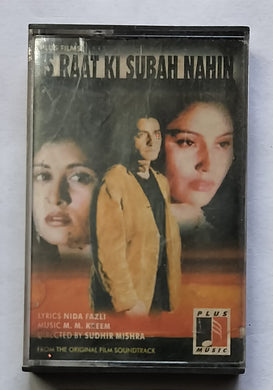 PLUS FILMS
IS RAAT KI SUBAH NAHIN
LYRICS NIDA FAZLI
MUSIC M. M. KREEM
DIRECTED BY SUDHIR MISHRA
FROM THE ORIGINAL FILM SOUNDTRACK
PLUS
MUSIC